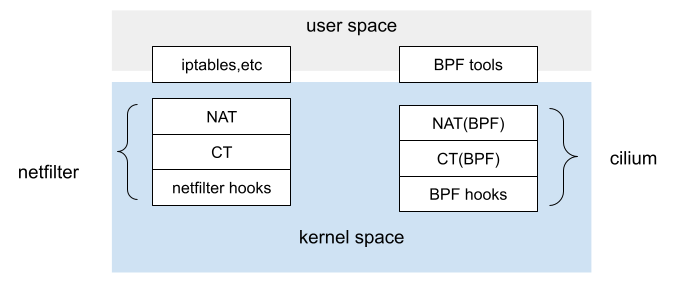 user space
iptables,etc
BPF tools
NAT
CT
netfilter hooks
netfilter
NAT(BPF)
CT(BPF)
BPF hooks
cilium
kernel space